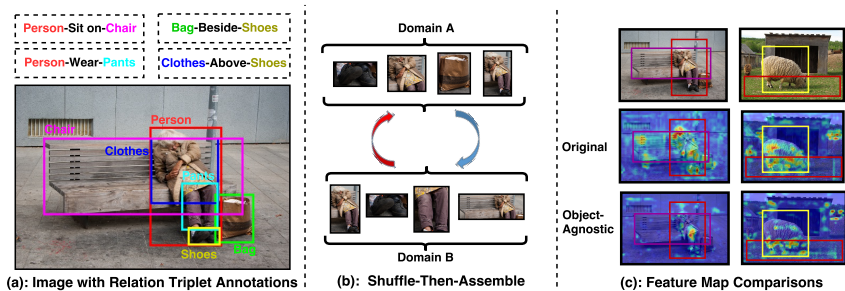 Person-Sit on-Chair
Bag-Beside-Shoes
Person-Wear-Pants
Clothes-Above-Shoes
Person
Chair
Clothes
Pants
Shoes
Bag
(a): Image with Relation Triplet Annotations
Domain A
Domain B
(b): Shuffle-Then-Assemble
Original
Object-
Agnostic
(c): Feature Map Comparisons